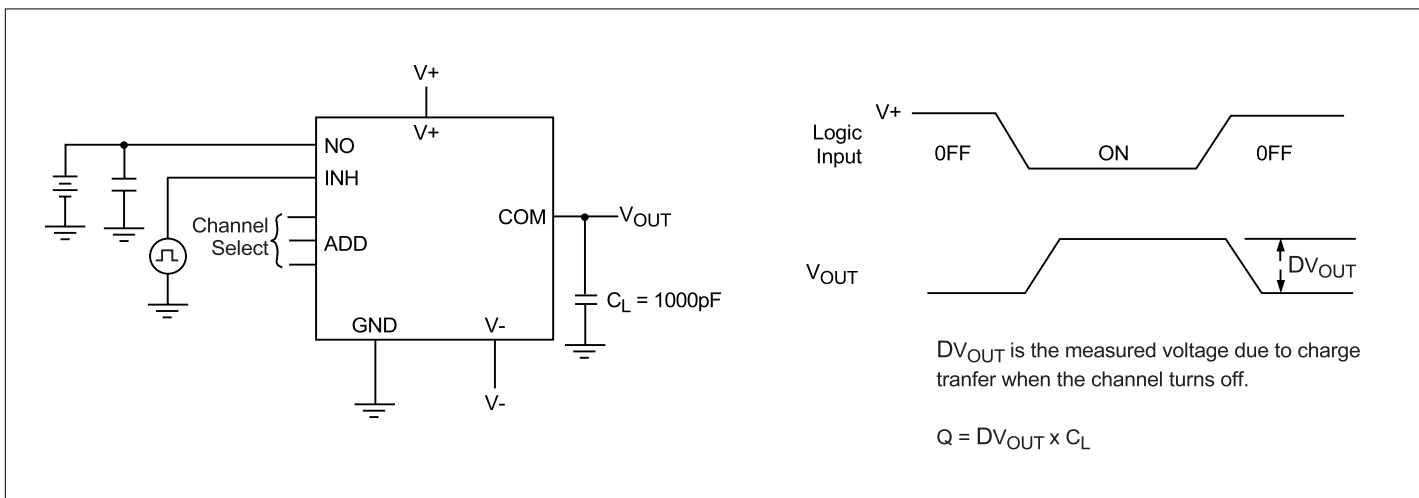 V+
V+
NO
INH
Channel
Select
ADD
COM
VOUT
CL = 1000pF
GND
V-
V-
V+
Logic
Input
0FF
ON
0FF
VOUT
DVOUT
DVOUT is the measured voltage due to charge
tranfer when the channel turns off.
Q = DVOUT x CL